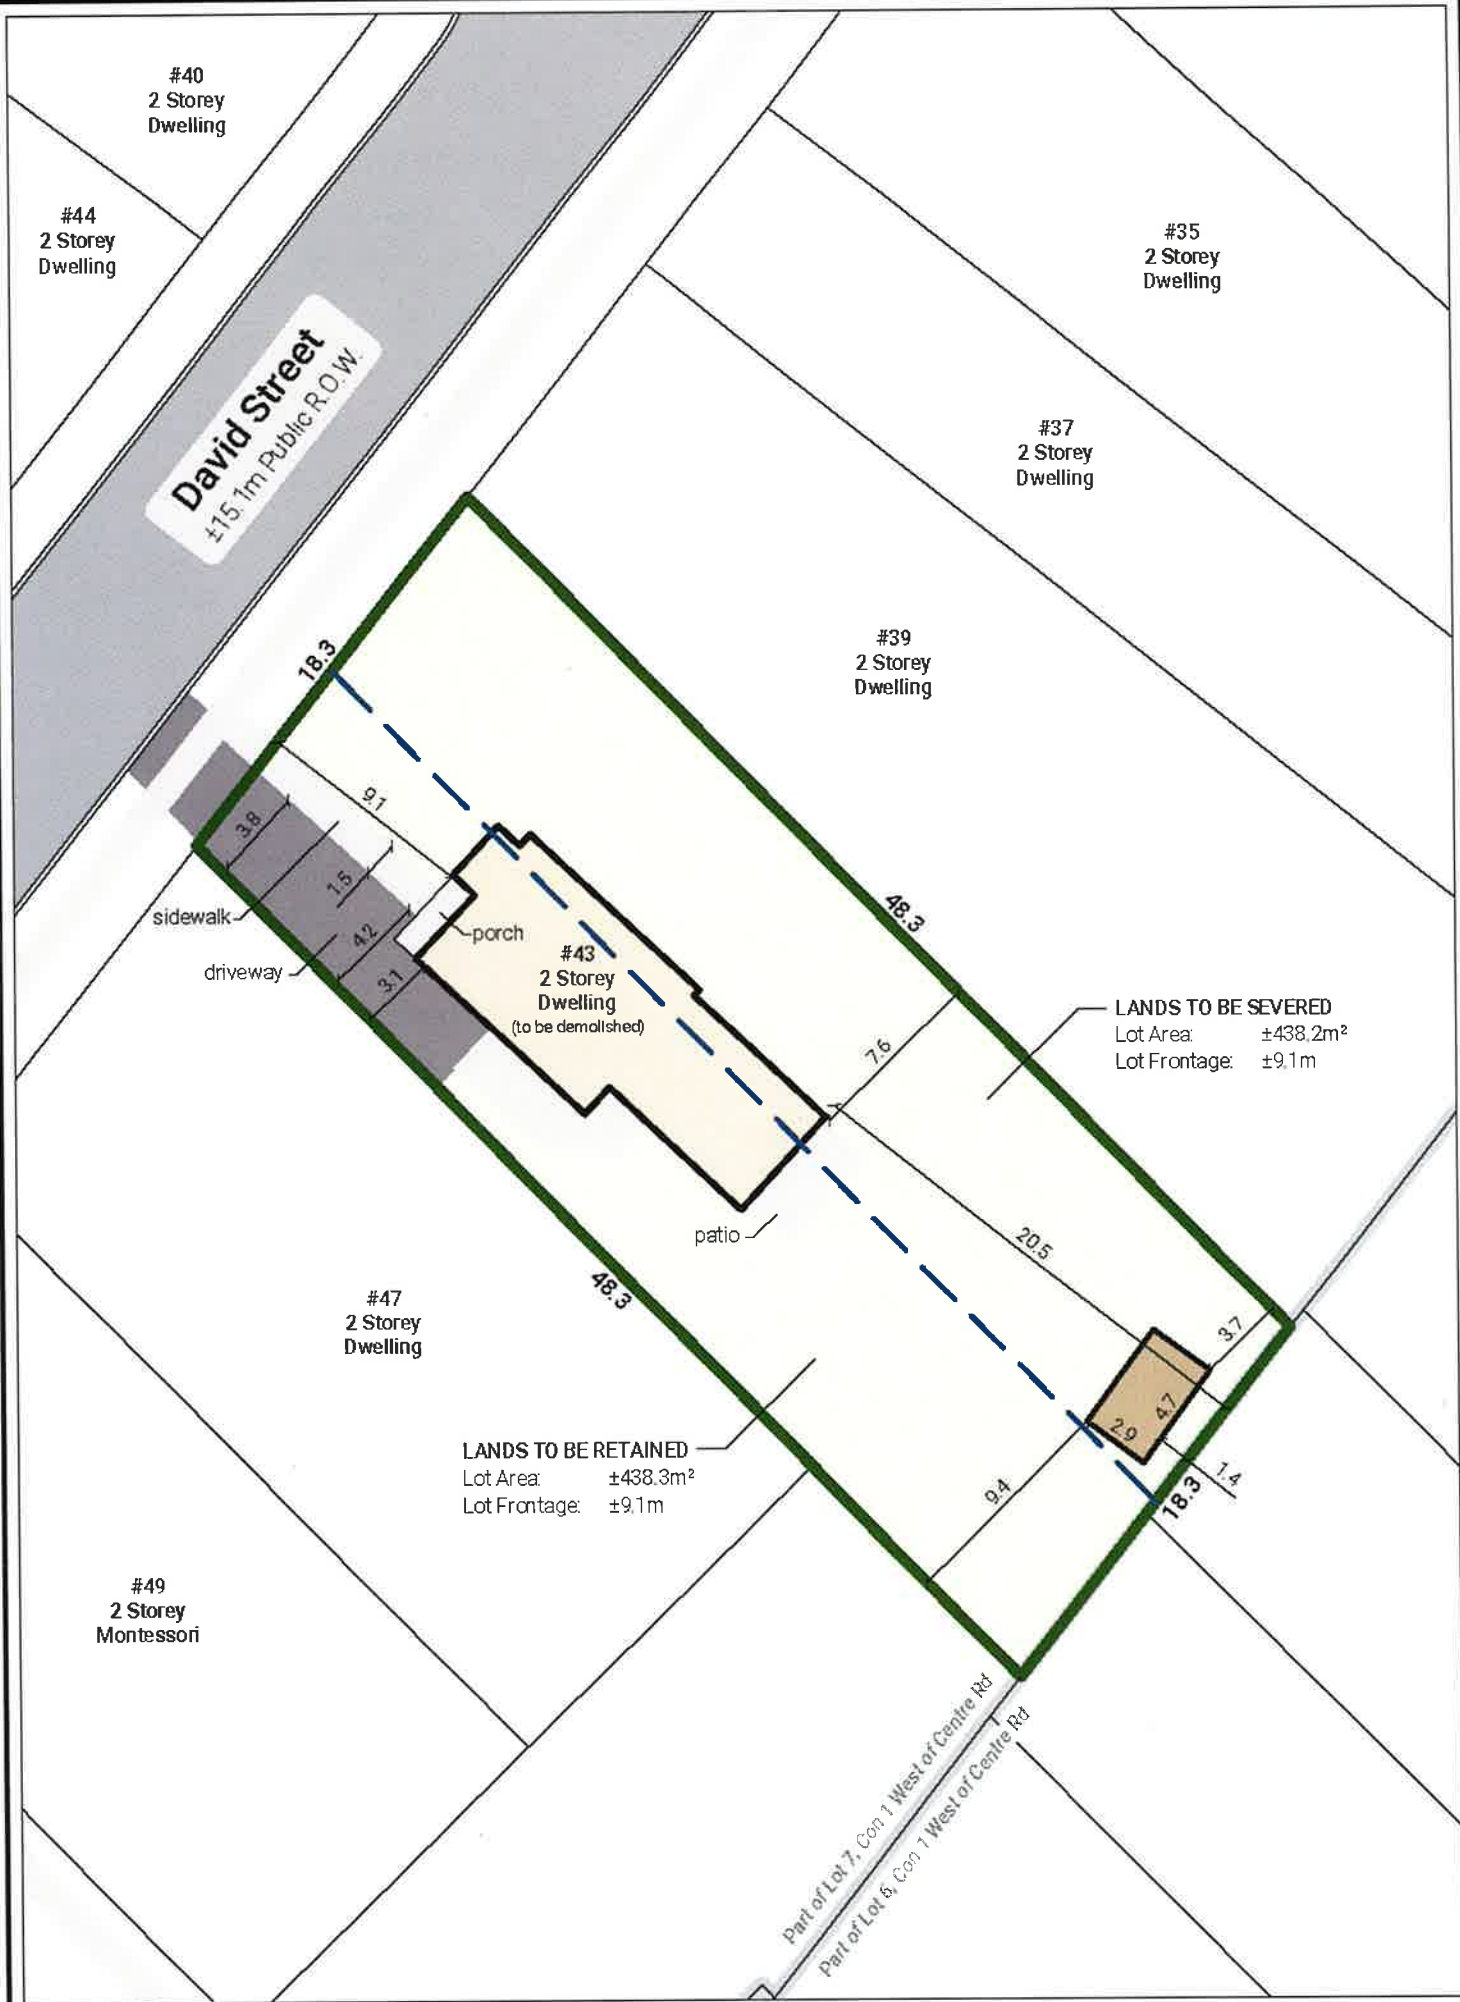 #40
2 Storey
Dwelling
#44
2 Storey
Dwelling
#35
2 Storey
Dwelling
David Street
±15.1m Public R.O.W.
#37
2 Storey
Dwelling
#39
2 Storey
Dwelling
18.3
9.1
3.8
1.5
sidewalk
4.2
porch
driveway
3.1
#43
2 Storey
Dwelling
(to be demolished)
48.3
7.6
LANDS TO BE SEVERED
Lot Area: ±438.2m²
Lot Frontage: ±9.1m
patio
20.5
48.3
#47
2 Storey
Dwelling
3.7
4.7
2.9
LANDS TO BE RETAINED
Lot Area: ±438.3m²
Lot Frontage: ±9.1m
9.4
1.4
18.3
#49
2 Storey
Montessori
Part of Lot 7, Con 1 West of Centre Rd
Part of Lot 6, Con 1 West of Centre Rd